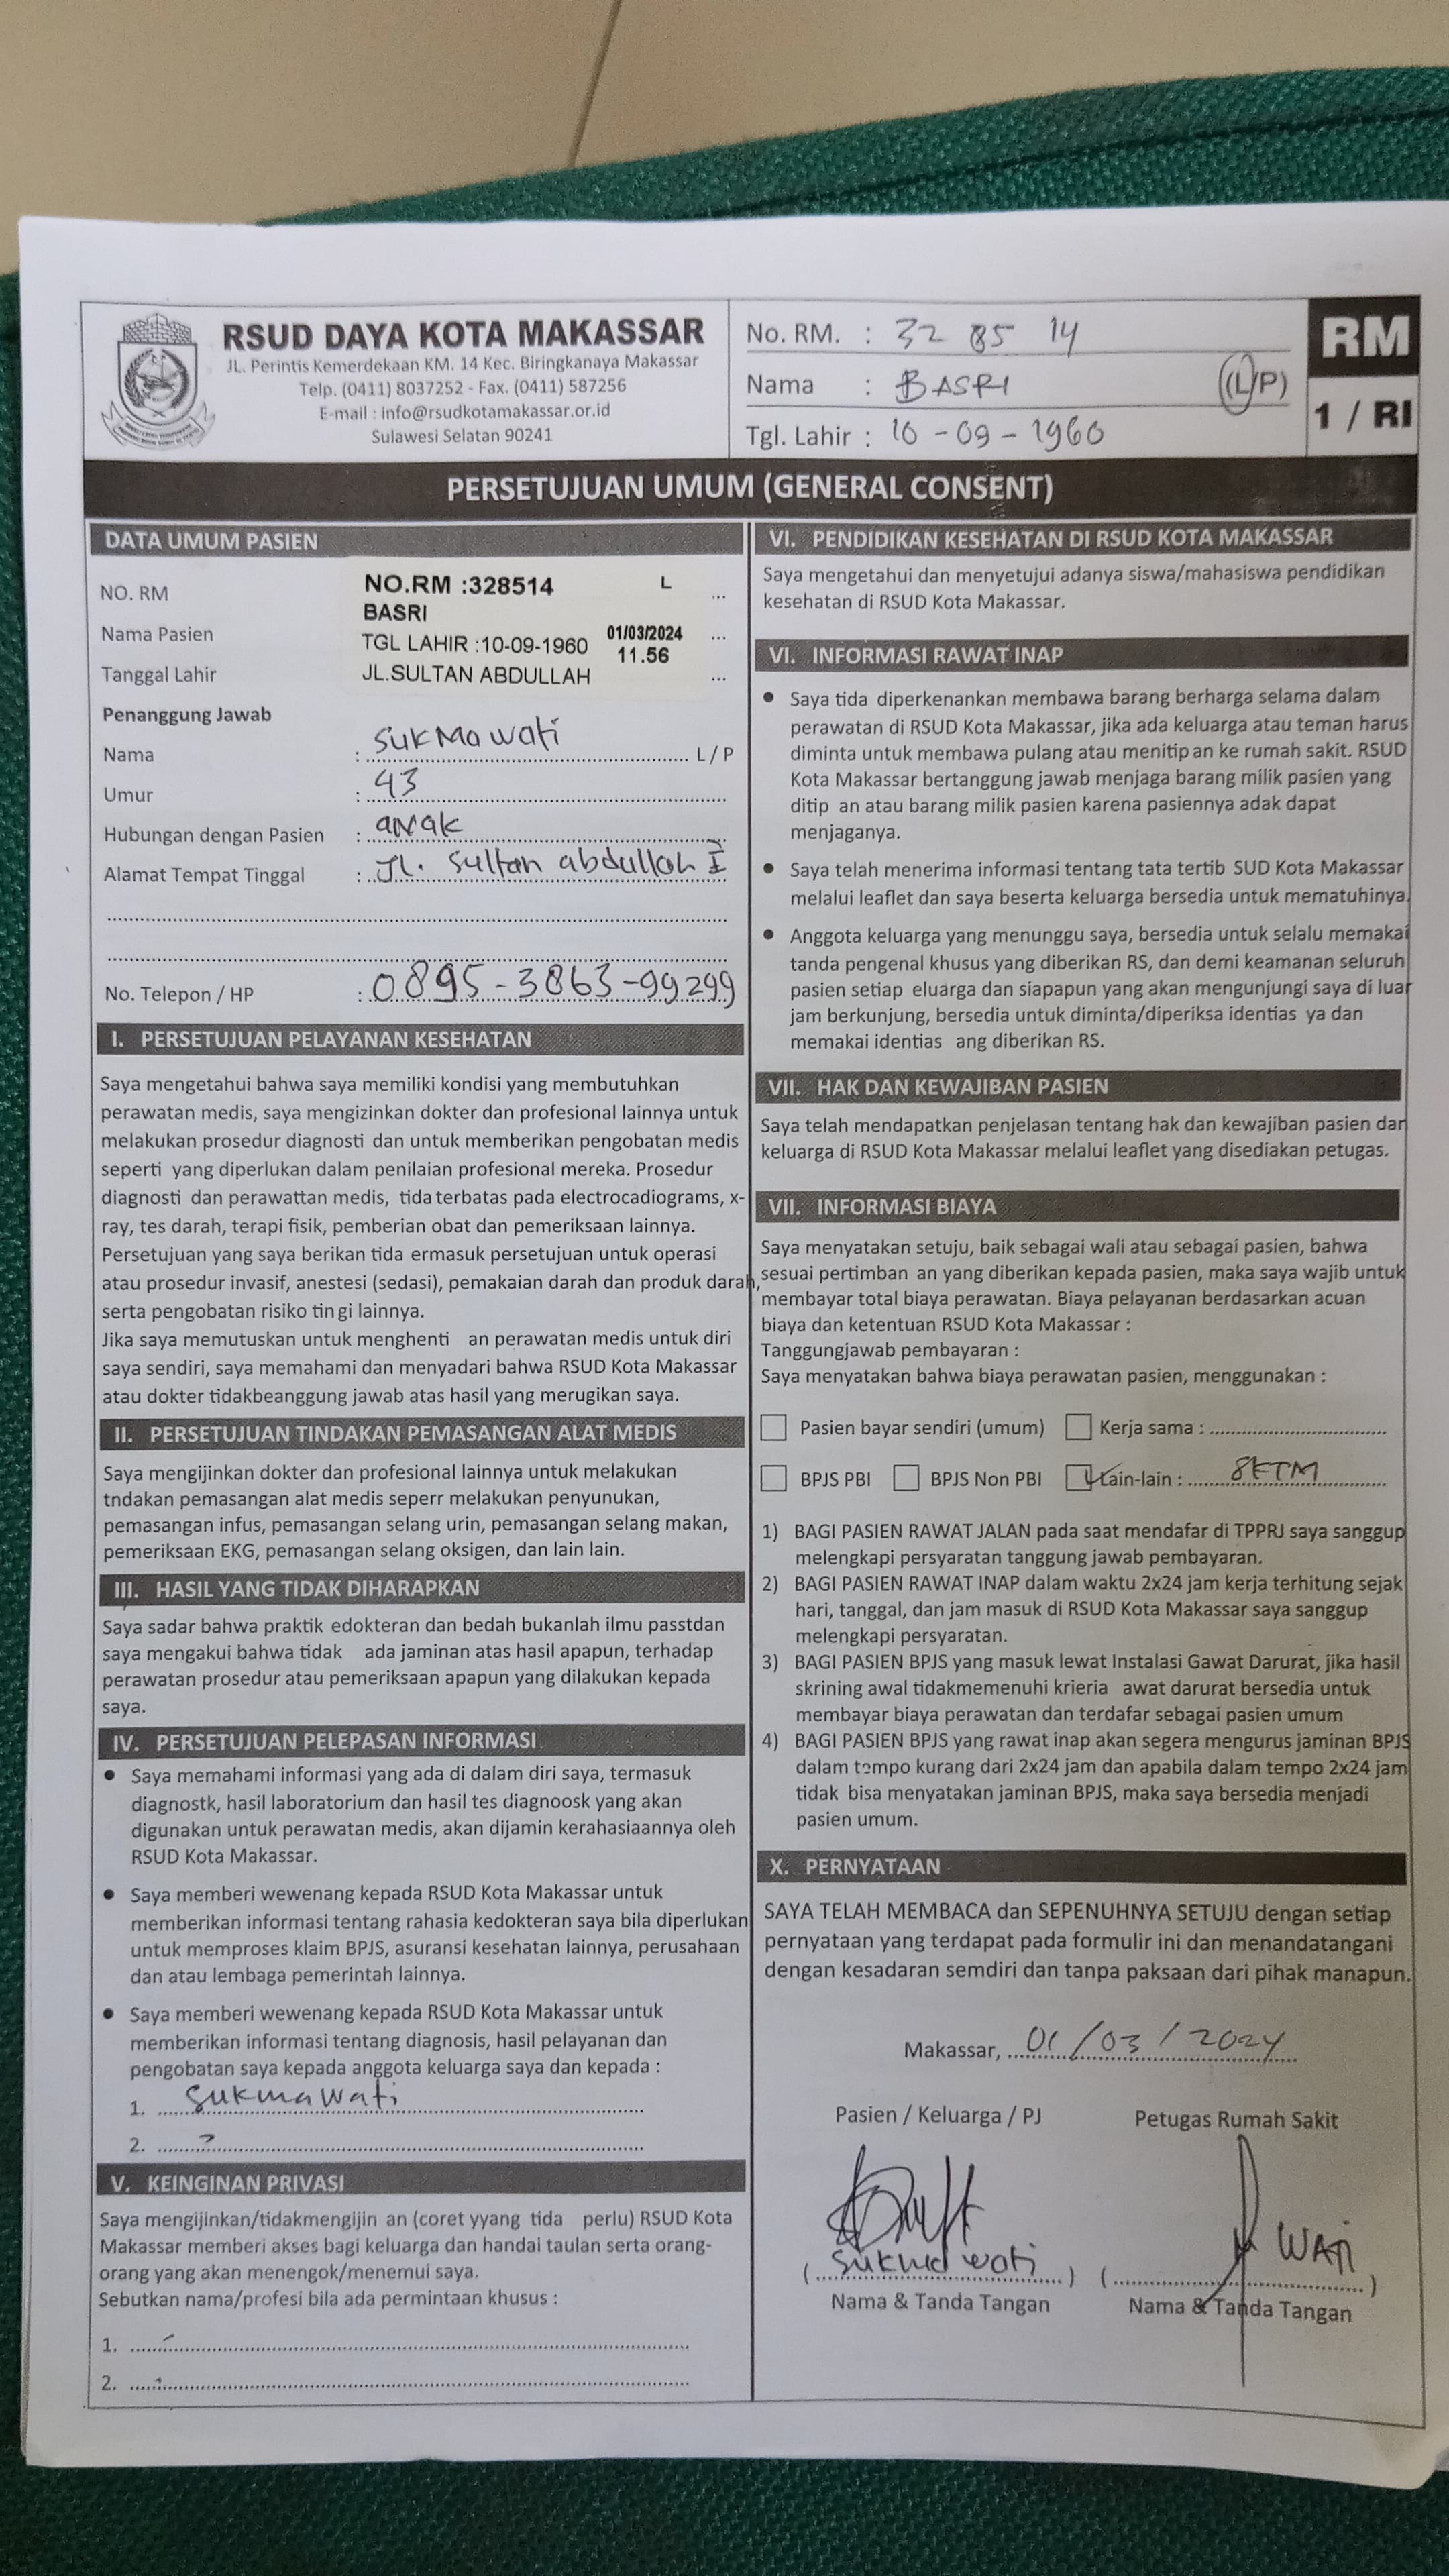 RSUD DAYA KOTA MAKASSAR
JL. Perintis Kemerdekaan KM. 14 Kec. Biringkanaya Makassar
Telp. (0411) 8037252 - Fax. (0411) 587256
E-mail : info@rsudkotamakassar.or.id
Sulawesi Selatan 90241
No. RM. : 32 85 14
Nama : BASRI (L/P)
Tgl. Lahir : 10 - 09 - 1960
RM
1 / RI
PERSETUJUAN UMUM (GENERAL CONSENT)
DATA UMUM PASIEN
NO. RM
Nama Pasien
Tanggal Lahir
NO.RM :328514 L
BASRI
TGL LAHIR :10-09-1960 01/03/2024
11.56
JL.SULTAN ABDULLAH
Penanggung Jawab
Nama : Sukmawati L / P
Umur : 43
Hubungan dengan Pasien : anak
Alamat Tempat Tinggal : Jl. Sultan abdullah I
No. Telepon / HP : 0895-3863-99299
I. PERSETUJUAN PELAYANAN KESEHATAN
Saya mengetahui bahwa saya memiliki kondisi yang membutuhkan
perawatan medis, saya mengizinkan dokter dan profesional lainnya untuk
melakukan prosedur diagnosti dan untuk memberikan pengobatan medis
seperti yang diperlukan dalam penilaian profesional mereka. Prosedur
diagnosti dan perawattan medis, tida terbatas pada electrocadiograms, x-
ray, tes darah, terapi fisik, pemberian obat dan pemeriksaan lainnya.
Persetujuan yang saya berikan tida ermasuk persetujuan untuk operasi
atau prosedur invasif, anestesi (sedasi), pemakaian darah dan produk darah,
serta pengobatan risiko tin gi lainnya.
Jika saya memutuskan untuk menghenti an perawatan medis untuk diri
saya sendiri, saya memahami dan menyadari bahwa RSUD Kota Makassar
atau dokter tidakbeanggung jawab atas hasil yang merugikan saya.
II. PERSETUJUAN TINDAKAN PEMASANGAN ALAT MEDIS
Saya mengijinkan dokter dan profesional lainnya untuk melakukan
tndakan pemasangan alat medis seperr melakukan penyunukan,
pemasangan infus, pemasangan selang urin, pemasangan selang makan,
pemeriksaan EKG, pemasangan selang oksigen, dan lain lain.
III. HASIL YANG TIDAK DIHARAPKAN
Saya sadar bahwa praktik edokteran dan bedah bukanlah ilmu passtdan
saya mengakui bahwa tidak ada jaminan atas hasil apapun, terhadap
perawatan prosedur atau pemeriksaan apapun yang dilakukan kepada
saya.
IV. PERSETUJUAN PELEPASAN INFORMASI
• Saya memahami informasi yang ada di dalam diri saya, termasuk
diagnostk, hasil laboratorium dan hasil tes diagnoosk yang akan
digunakan untuk perawatan medis, akan dijamin kerahasiaannya oleh
RSUD Kota Makassar.
• Saya memberi wewenang kepada RSUD Kota Makassar untuk
memberikan informasi tentang rahasia kedokteran saya bila diperlukan
untuk memproses klaim BPJS, asuransi kesehatan lainnya, perusahaan
dan atau lembaga pemerintah lainnya.
• Saya memberi wewenang kepada RSUD Kota Makassar untuk
memberikan informasi tentang diagnosis, hasil pelayanan dan
pengobatan saya kepada anggota keluarga saya dan kepada :
1. Sukmawati
2.
V. KEINGINAN PRIVASI
Saya mengijinkan/tidakmengijin an (coret yyang tida perlu) RSUD Kota
Makassar memberi akses bagi keluarga dan handai taulan serta orang-
orang yang akan menengok/menemui saya.
Sebutkan nama/profesi bila ada permintaan khusus :
1.
2.
VI. PENDIDIKAN KESEHATAN DI RSUD KOTA MAKASSAR
Saya mengetahui dan menyetujui adanya siswa/mahasiswa pendidikan
kesehatan di RSUD Kota Makassar.
VI. INFORMASI RAWAT INAP
• Saya tida diperkenankan membawa barang berharga selama dalam
perawatan di RSUD Kota Makassar, jika ada keluarga atau teman harus
diminta untuk membawa pulang atau menitip an ke rumah sakit. RSUD
Kota Makassar bertanggung jawab menjaga barang milik pasien yang
ditip an atau barang milik pasien karena pasiennya adak dapat
menjaganya.
• Saya telah menerima informasi tentang tata tertib SUD Kota Makassar
melalui leaflet dan saya beserta keluarga bersedia untuk mematuhinya.
• Anggota keluarga yang menunggu saya, bersedia untuk selalu memakai
tanda pengenal khusus yang diberikan RS, dan demi keamanan seluruh
pasien setiap eluarga dan siapapun yang akan mengunjungi saya di luar
jam berkunjung, bersedia untuk diminta/diperiksa identias ya dan
memakai identias ang diberikan RS.
VII. HAK DAN KEWAJIBAN PASIEN
Saya telah mendapatkan penjelasan tentang hak dan kewajiban pasien dan
keluarga di RSUD Kota Makassar melalui leaflet yang disediakan petugas.
VII. INFORMASI BIAYA
Saya menyatakan setuju, baik sebagai wali atau sebagai pasien, bahwa
sesuai pertimban an yang diberikan kepada pasien, maka saya wajib untuk
membayar total biaya perawatan. Biaya pelayanan berdasarkan acuan
biaya dan ketentuan RSUD Kota Makassar :
Tanggungjawab pembayaran :
Saya menyatakan bahwa biaya perawatan pasien, menggunakan :
Pasien bayar sendiri (umum) Kerja sama :
BPJS PBI BPJS Non PBI Lain-lain : SKTM
1) BAGI PASIEN RAWAT JALAN pada saat mendafar di TPPRJ saya sanggup
melengkapi persyaratan tanggung jawab pembayaran.
2) BAGI PASIEN RAWAT INAP dalam waktu 2x24 jam kerja terhitung sejak
hari, tanggal, dan jam masuk di RSUD Kota Makassar saya sanggup
melengkapi persyaratan.
3) BAGI PASIEN BPJS yang masuk lewat Instalasi Gawat Darurat, jika hasil
skrining awal tidakmemenuhi krieria awat darurat bersedia untuk
membayar biaya perawatan dan terdafar sebagai pasien umum
4) BAGI PASIEN BPJS yang rawat inap akan segera mengurus jaminan BPJS
dalam tempo kurang dari 2x24 jam dan apabila dalam tempo 2x24 jam
tidak bisa menyatakan jaminan BPJS, maka saya bersedia menjadi
pasien umum.
X. PERNYATAAN
SAYA TELAH MEMBACA dan SEPENUHNYA SETUJU dengan setiap
pernyataan yang terdapat pada formulir ini dan menandatangani
dengan kesadaran semdiri dan tanpa paksaan dari pihak manapun.
Makassar, 01/03/2024
Pasien / Keluarga / PJ Petugas Rumah Sakit
(Sukmawati) (WATI)
Nama & Tanda Tangan Nama & Tanda Tangan